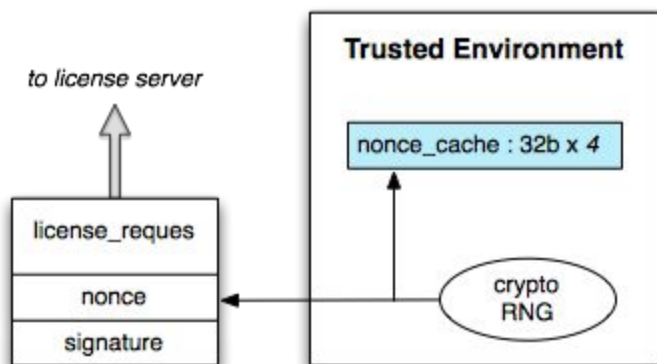 Trusted Environment
to license server
nonce_cache : 32b x 4
license_reques
nonce
crypto
RNG
signature